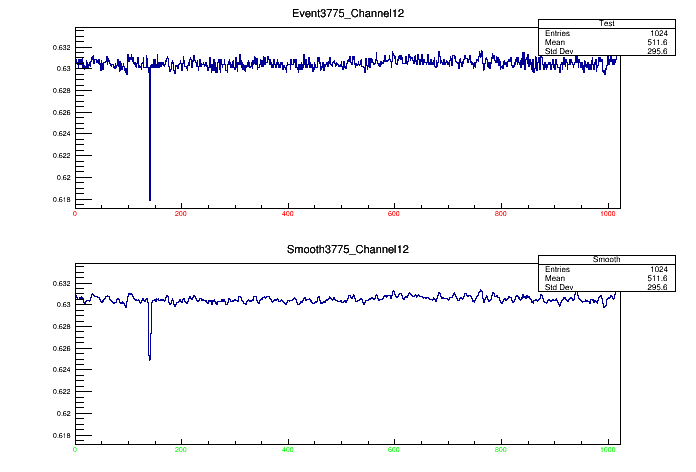 Event3775_Channel12
Test
Entries 1024
Mean 511.6
Std Dev 295.6
0.632
0.63
0.628
0.626
0.624
0.622
0.62
0.618
0 200 400 600 800 1000
Smooth3775_Channel12
Smooth
Entries 1024
Mean 511.6
Std Dev 295.6
0.632
0.63
0.628
0.626
0.624
0.622
0.62
0.618
0 200 400 600 800 1000